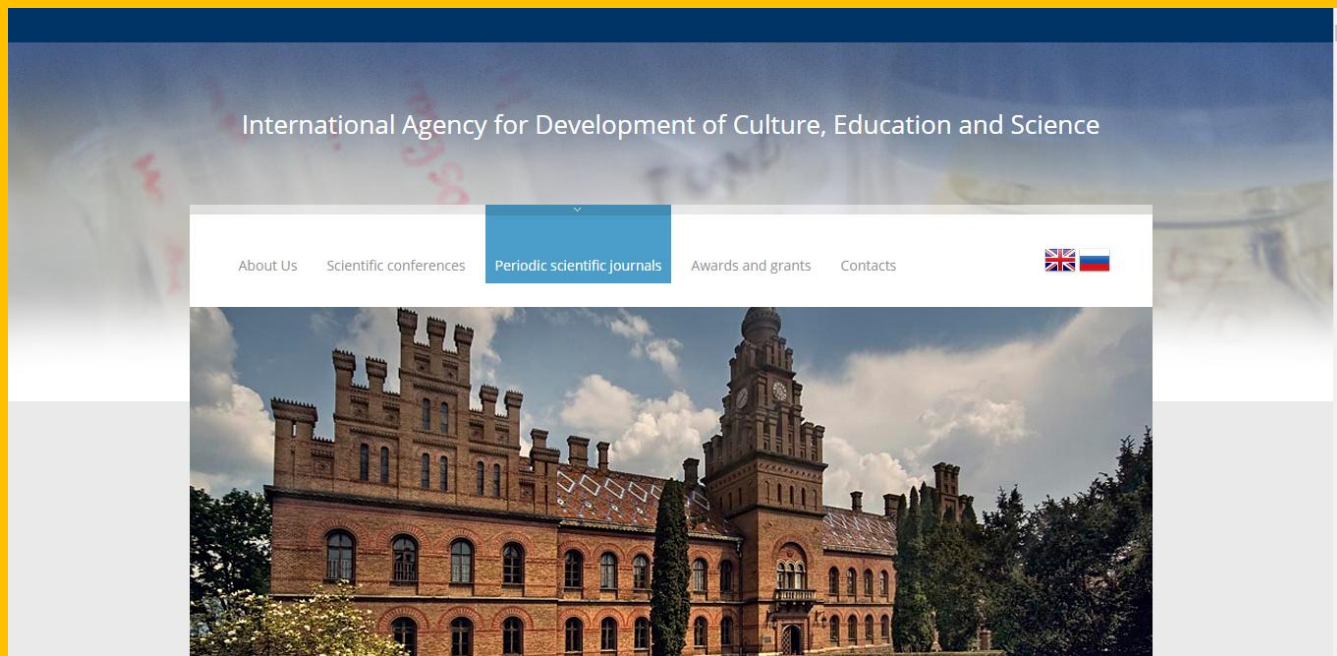 International Agency for Development of Culture, Education and Science
About Us Scientific conferences Periodic scientific journals Awards and grants Contacts